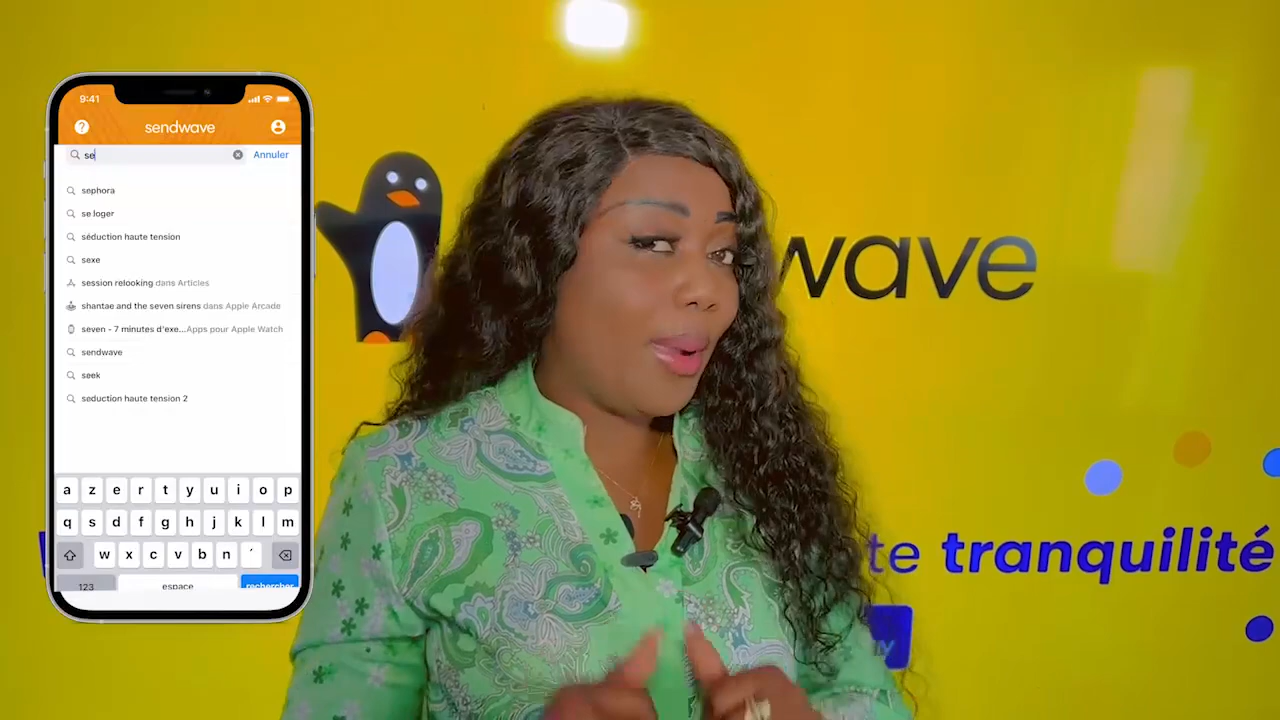 9:41
sendwave
se
Annuler
sephora
se loger
séduction haute tension
sexe
session relooking dans Articles
shantae and the seven sirens dans Apple Arcade
seven - 7 minutes d'exe...Apps pour Apple Watch
sendwave
seek
seduction haute tension 2
a z e r t y u i o p
q s d f g h j k l m
w x c v b n ´
123 espace rechercher
wave
te tranquilité